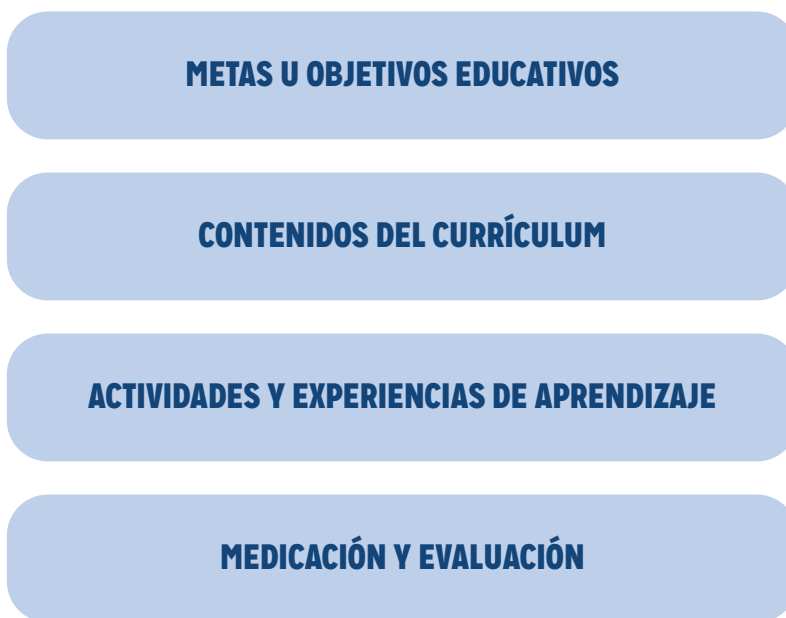 METAS U OBJETIVOS EDUCATIVOS
CONTENIDOS DEL CURRÍCULUM
ACTIVIDADES Y EXPERIENCIAS DE APRENDIZAJE
MEDICACIÓN Y EVALUACIÓN